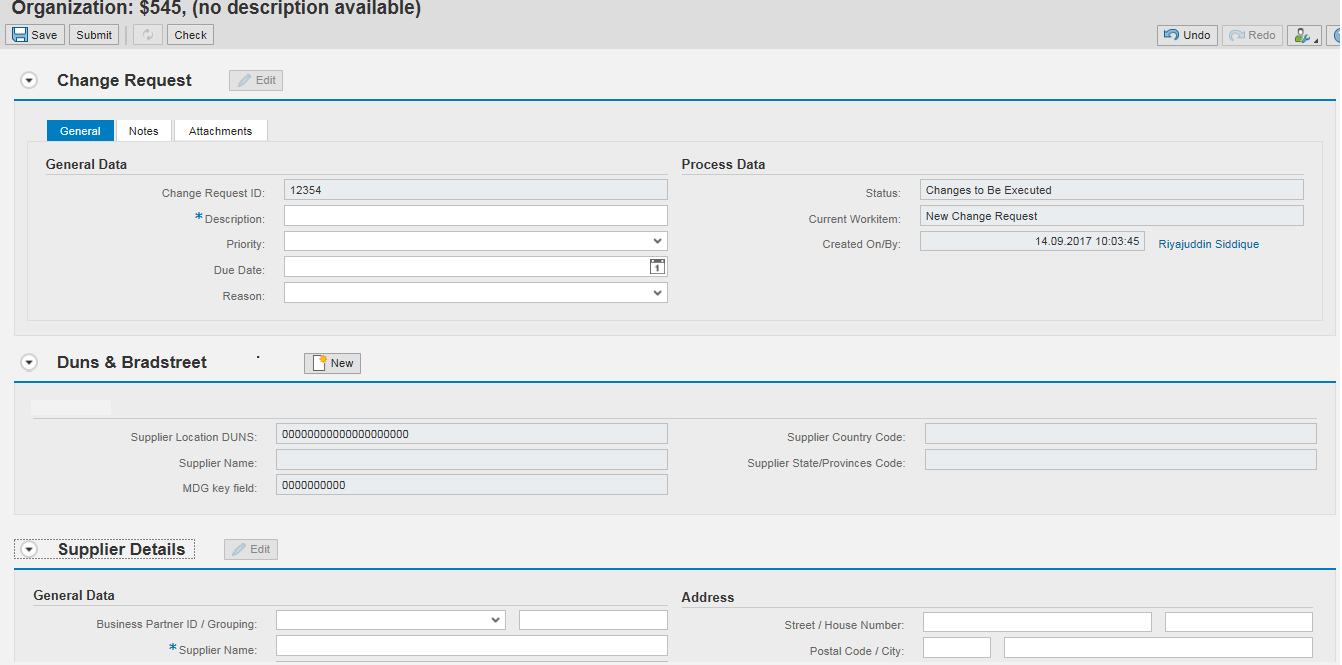 Organization: $545, (no description available)
Save Submit Check Undo Redo
Change Request Edit
General Notes Attachments
General Data
Change Request ID: 12354
*Description:
Priority:
Due Date: 1
Reason:
Process Data
Status: Changes to Be Executed
Current Workitem: New Change Request
Created On/By: 14.09.2017 10:03:45 Riyajuddin Siddique
Duns & Bradstreet . New
Supplier Location DUNS: 00000000000000000000
Supplier Name:
MDG key field: 0000000000
Supplier Country Code:
Supplier State/Provinces Code:
Supplier Details Edit
General Data
Business Partner ID / Grouping:
*Supplier Name:
Address
Street / House Number:
Postal Code / City: